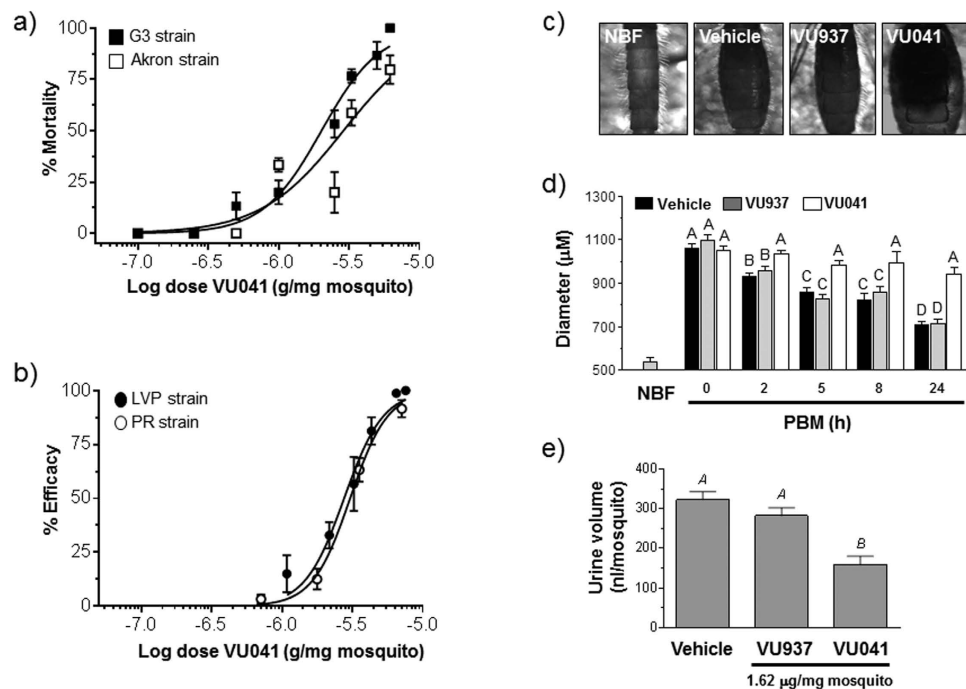 a)
G3 strain
Akron strain
% Mortality
100
75
50
25
0
-7.0 -6.5 -6.0 -5.5 -5.0
Log dose VU041 (g/mg mosquito)
b)
LVP strain
PR strain
% Efficacy
100
75
50
25
0
-7.0 -6.5 -6.0 -5.5 -5.0
Log dose VU041 (g/mg mosquito)
c)
NBF Vehicle VU937 VU041
d)
Vehicle VU937 VU041
Diameter (µM)
1300
1100
900
700
500
A A A
B B A
C C A
C C A
D D A
NBF 0 2 5 8 24
PBM (h)
e)
Urine volume
(nl/mosquito)
400
300
200
100
0
A A B
Vehicle VU937 VU041
1.62 µg/mg mosquito